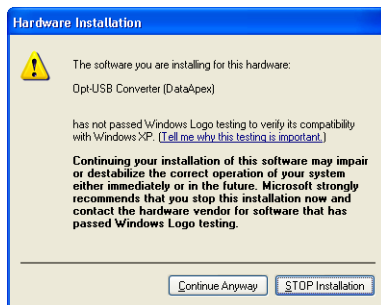 Hardware Installation
The software you are installing for this hardware:
Opt-USB Converter (DataApex)
has not passed Windows Logo testing to verify its compatibility
with Windows XP. (Tell me why this testing is important.)
Continuing your installation of this software may impair
or destabilize the correct operation of your system
either immediately or in the future. Microsoft strongly
recommends that you stop this installation now and
contact the hardware vendor for software that has
passed Windows Logo testing.
Continue Anyway
STOP Installation